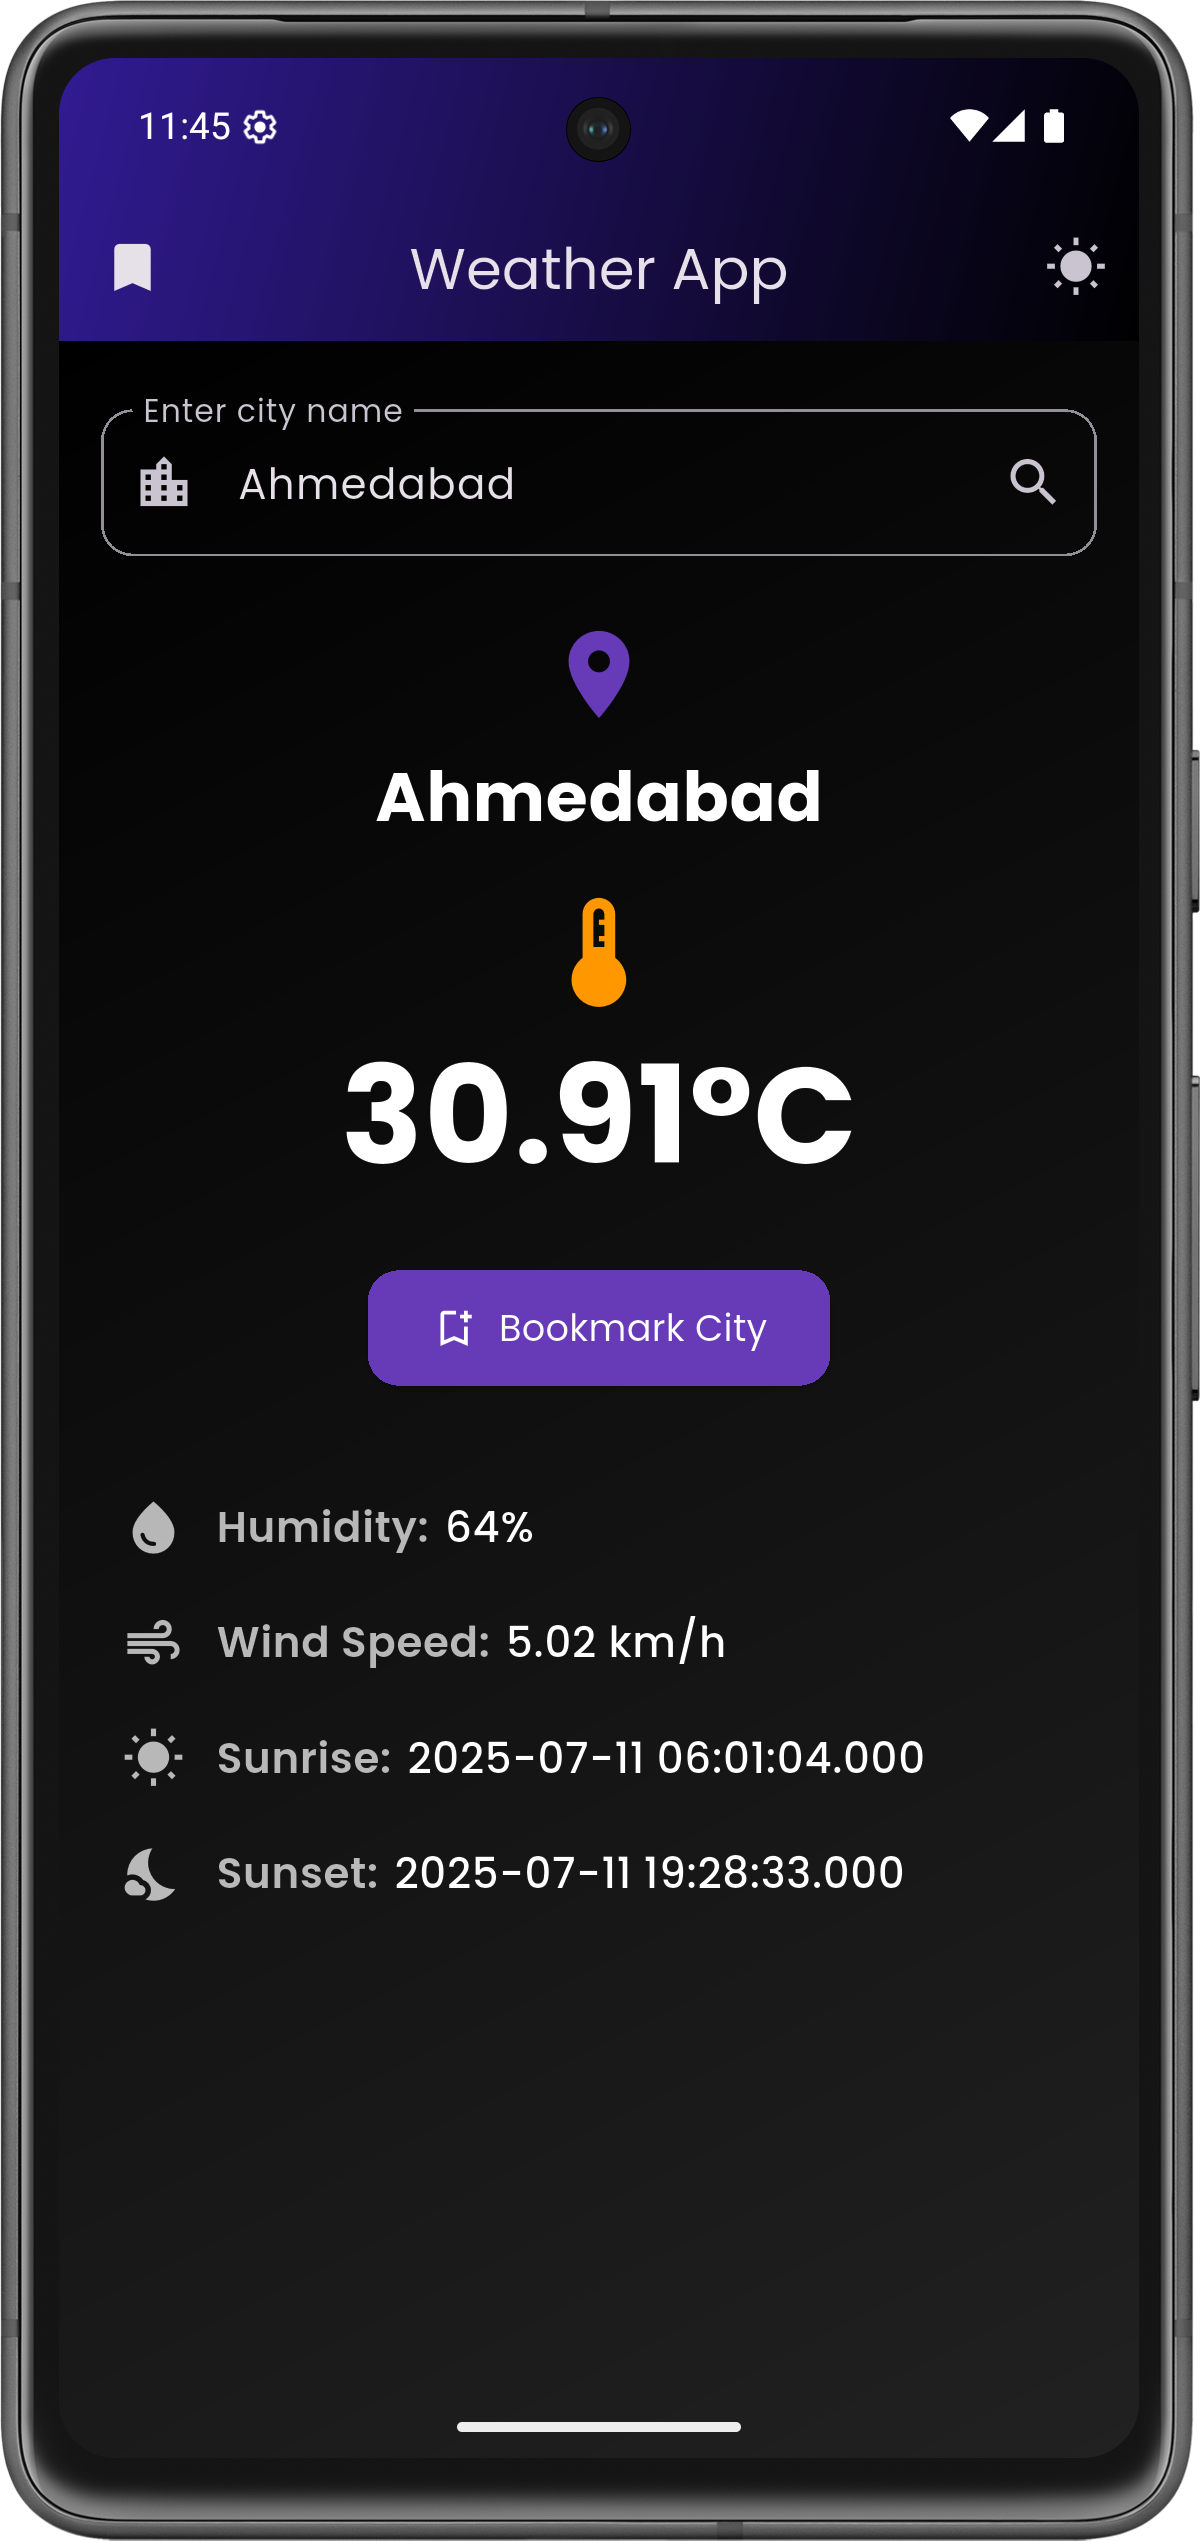 11:45
Weather App
Enter city name
Ahmedabad
Ahmedabad
30.91°C
Bookmark City
Humidity: 64%
Wind Speed: 5.02 km/h
Sunrise: 2025-07-11 06:01:04.000
Sunset: 2025-07-11 19:28:33.000